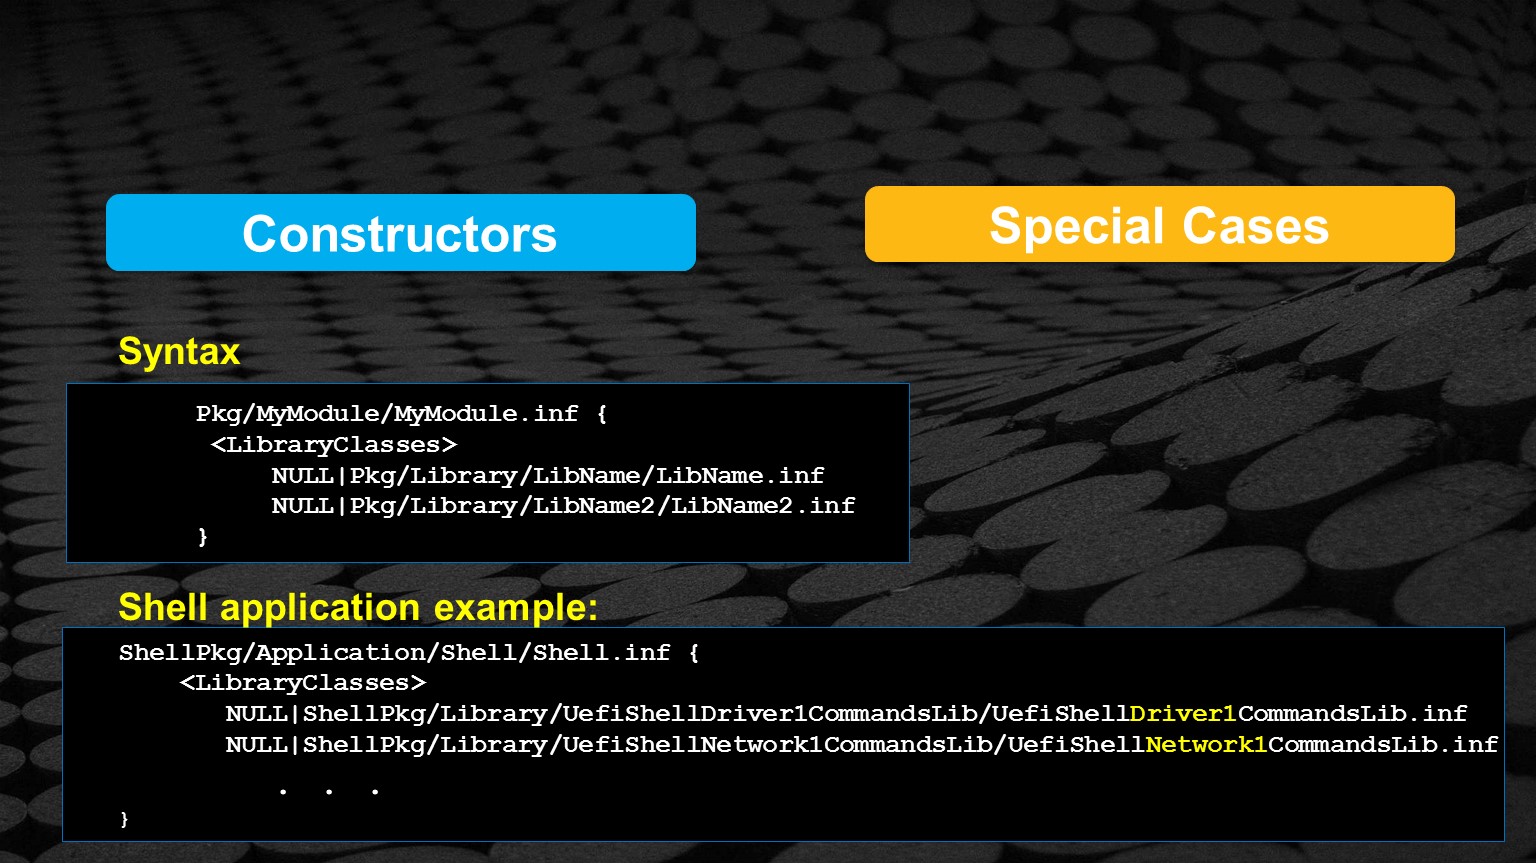 Constructors
Special Cases
Syntax
Pkg/MyModule/MyModule.inf {
<LibraryClasses>
NULL|Pkg/Library/LibName/LibName.inf
NULL|Pkg/Library/LibName2/LibName2.inf
}
Shell application example:
ShellPkg/Application/Shell/Shell.inf {
<LibraryClasses>
NULL|ShellPkg/Library/UefiShellDriver1CommandsLib/UefiShellDriver1CommandsLib.inf
NULL|ShellPkg/Library/UefiShellNetwork1CommandsLib/UefiShellNetwork1CommandsLib.inf
. . .
}